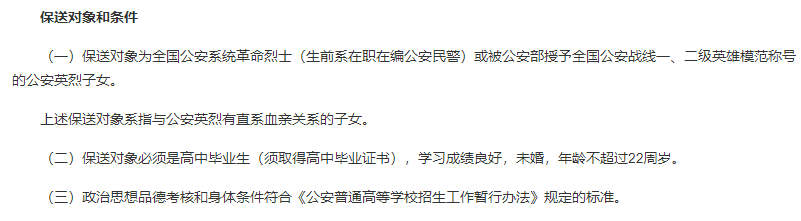 保送对象和条件
（一）保送对象为全国公安系统革命烈士（生前系在职在编公安民警）或被公安部授予全国公安战线一、二级英雄模范称号
的公安英烈子女。
上述保送对象系指与公安英烈有直系血亲关系的子女。
（二）保送对象必须是高中毕业生（须取得高中毕业证书），学习成绩良好，未婚，年龄不超过22周岁。
（三）政治思想品德考核和身体条件符合《公安普通高等学校招生工作暂行办法》规定的标准。